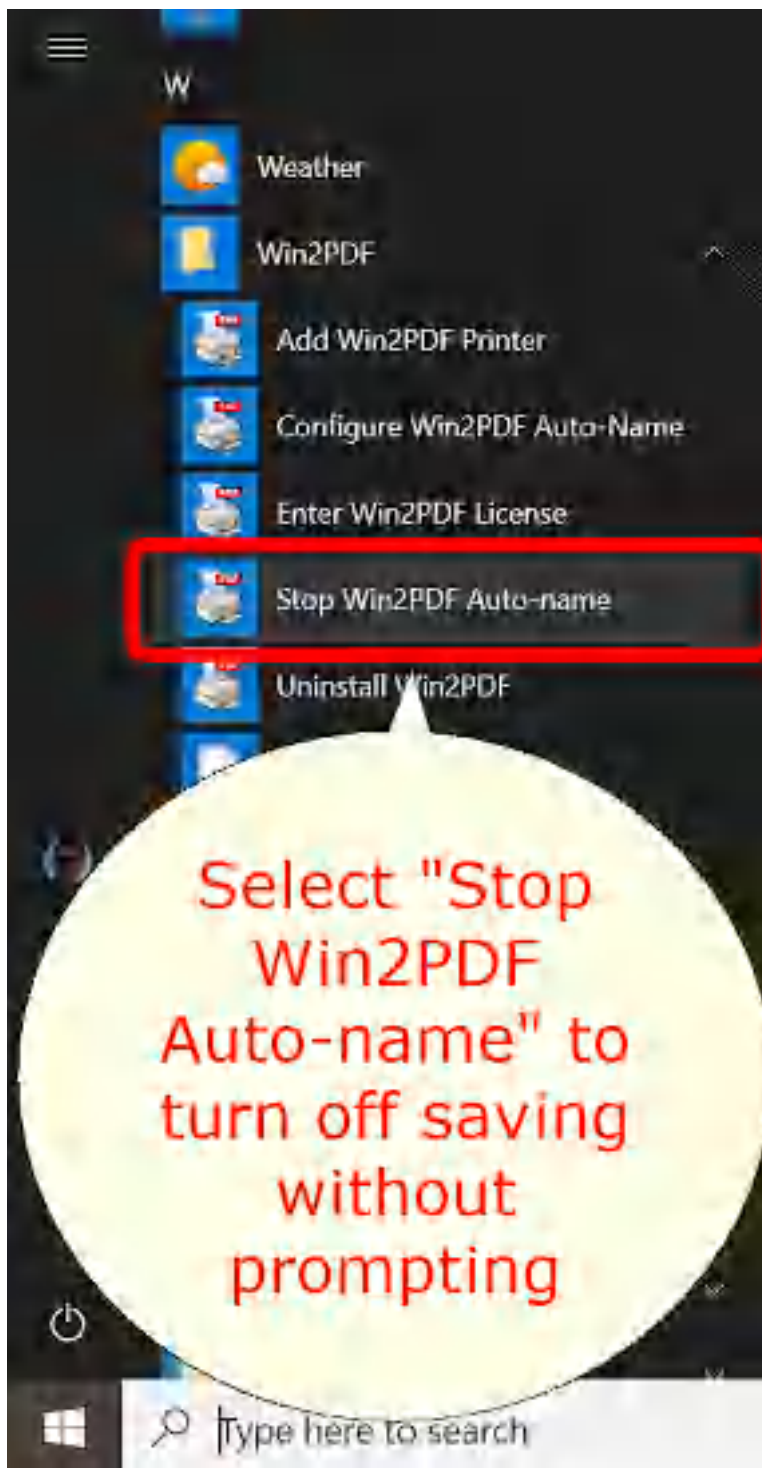 W
Weather
Win2PDF
Add Win2PDF Printer
Configure Win2PDF Auto-Name
Enter Win2PDF License
Stop Win2PDF Auto-name
Uninstall Win2PDF
Select "Stop
Win2PDF
Auto-name" to
turn off saving
without
prompting
Type here to search